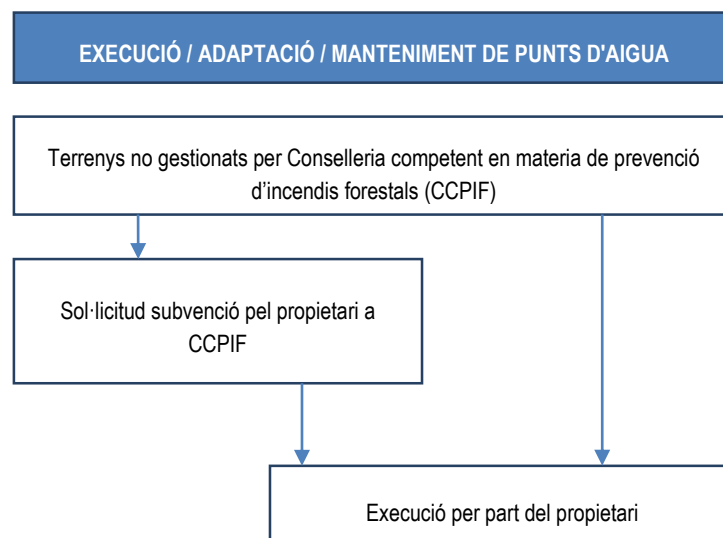 EXECUCIÓ / ADAPTACIÓ / MANTENIMENT DE PUNTS D'AIGUA
Terrenys no gestionats per Conselleria competent en materia de prevenció
d’incendis forestals (CCPIF)
Sol·licitud subvenció pel propietari a
CCPIF
Execució per part del propietari